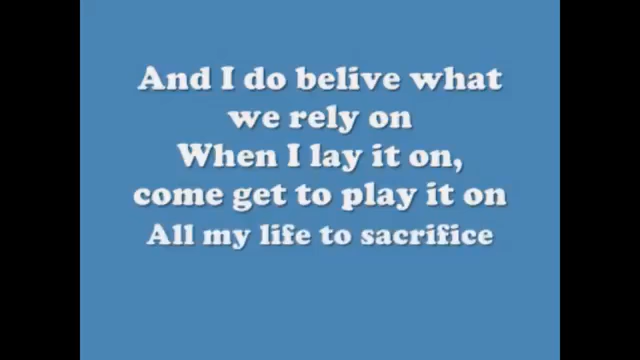 And I do belive what
we rely on
When I lay it on,
come get to play it on
All my life to sacrifice